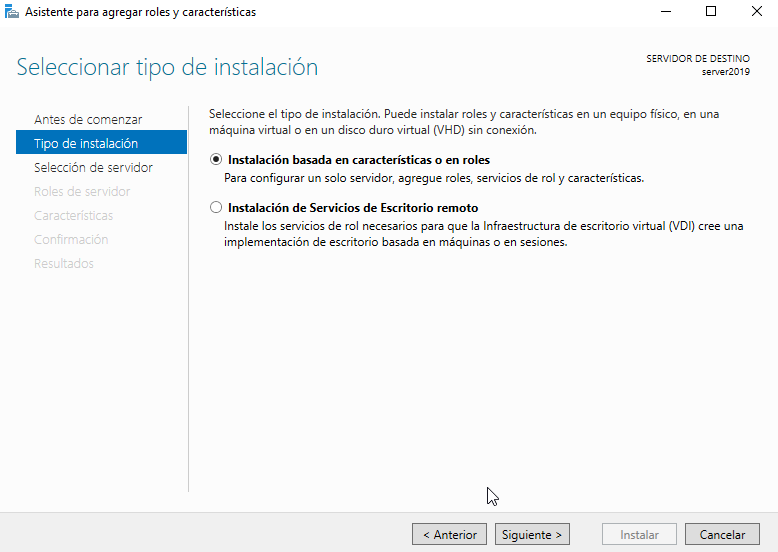 Asistente para agregar roles y características
Seleccionar tipo de instalación
SERVIDOR DE DESTINO
server2019
Antes de comenzar
Tipo de instalación
Selección de servidor
Roles de servidor
Características
Confirmación
Resultados
Seleccione el tipo de instalación. Puede instalar roles y características en un equipo físico, en una
máquina virtual o en un disco duro virtual (VHD) sin conexión.
Instalación basada en características o en roles
Para configurar un solo servidor, agregue roles, servicios de rol y características.
Instalación de Servicios de Escritorio remoto
Instale los servicios de rol necesarios para que la Infraestructura de escritorio virtual (VDI) cree una
implementación de escritorio basada en máquinas o en sesiones.
< Anterior
Siguiente >
Instalar
Cancelar